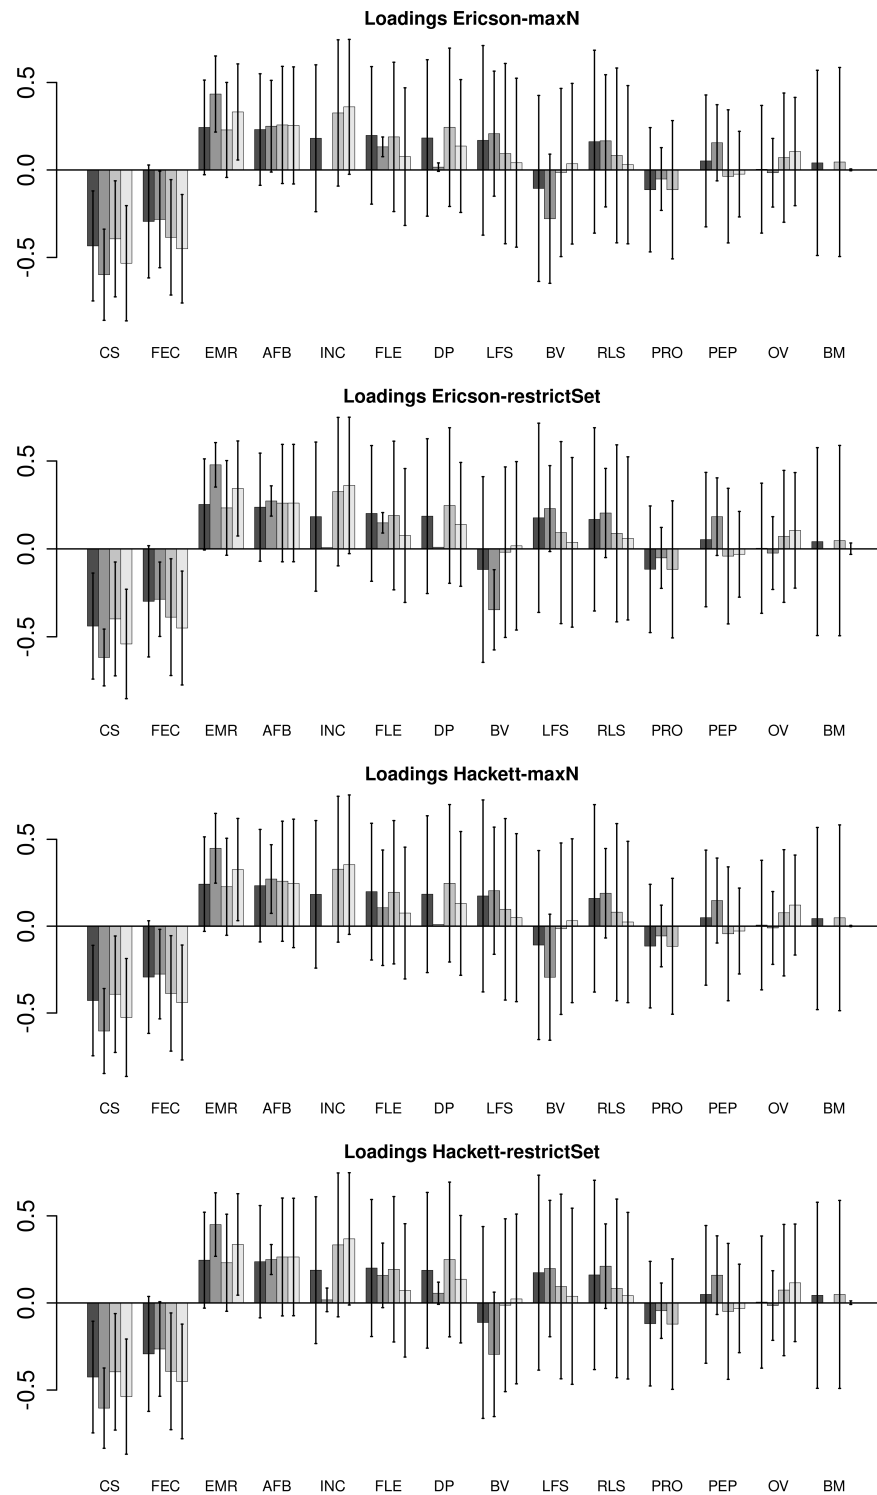 Loadings Ericson-maxN
0.5
0.0
-0.5
CS FEC EMR AFB INC FLE DP LFS BV RLS PRO PEP OV BM
Loadings Ericson-restrictSet
0.5
0.0
-0.5
CS FEC EMR AFB INC FLE DP BV LFS RLS PRO PEP OV BM
Loadings Hackett-maxN
0.5
0.0
-0.5
CS FEC EMR AFB INC FLE DP LFS BV RLS PRO PEP OV BM
Loadings Hackett-restrictSet
0.5
0.0
-0.5
CS FEC EMR AFB INC FLE DP BV LFS RLS PRO PEP OV BM